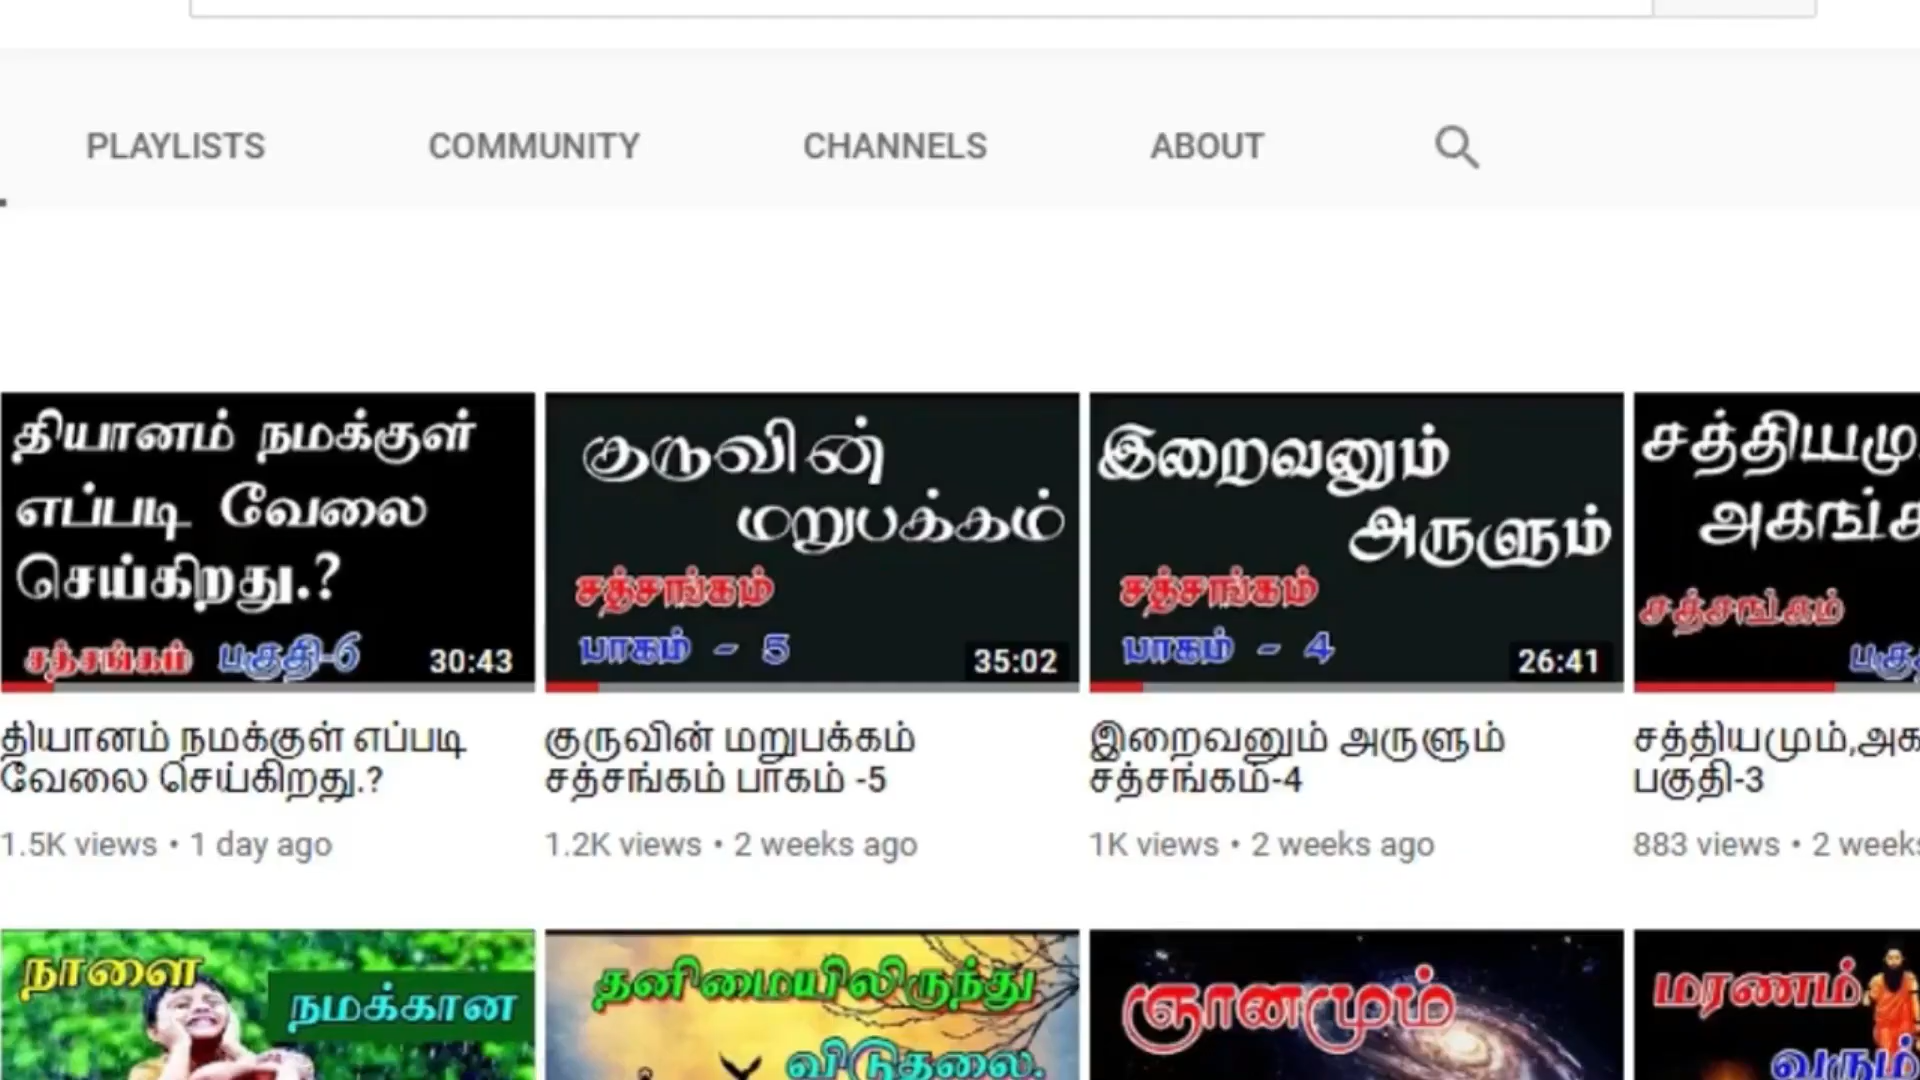 PLAYLISTS COMMUNITY CHANNELS ABOUT
தியானம் நமக்குள்
எப்படி வேலை
செய்கிறது.?
சத்சங்கம் பகுதி-6 30:43
குருவின்
மறுபக்கம்
சத்சாங்கம்
பாகம் - 5 35:02
இறைவனும்
அருளும்
சத்சாங்கம்
பாகம் - 4 26:41
சத்தியமு
அகங்க
சத்சங்கம்
பகு
தியானம் நமக்குள் எப்படி
வேலை செய்கிறது.?
1.5K views • 1 day ago
குருவின் மறுபக்கம்
சத்சங்கம் பாகம் -5
1.2K views • 2 weeks ago
இறைவனும் அருளும்
சத்சங்கம்-4
1K views • 2 weeks ago
சத்தியமும்,அக
பகுதி-3
883 views • 2 weeks
நாளை
நமக்கான
தனிமையிலிருந்து
விடுதலை.
ஞானமும்
மரணம்
வரும்